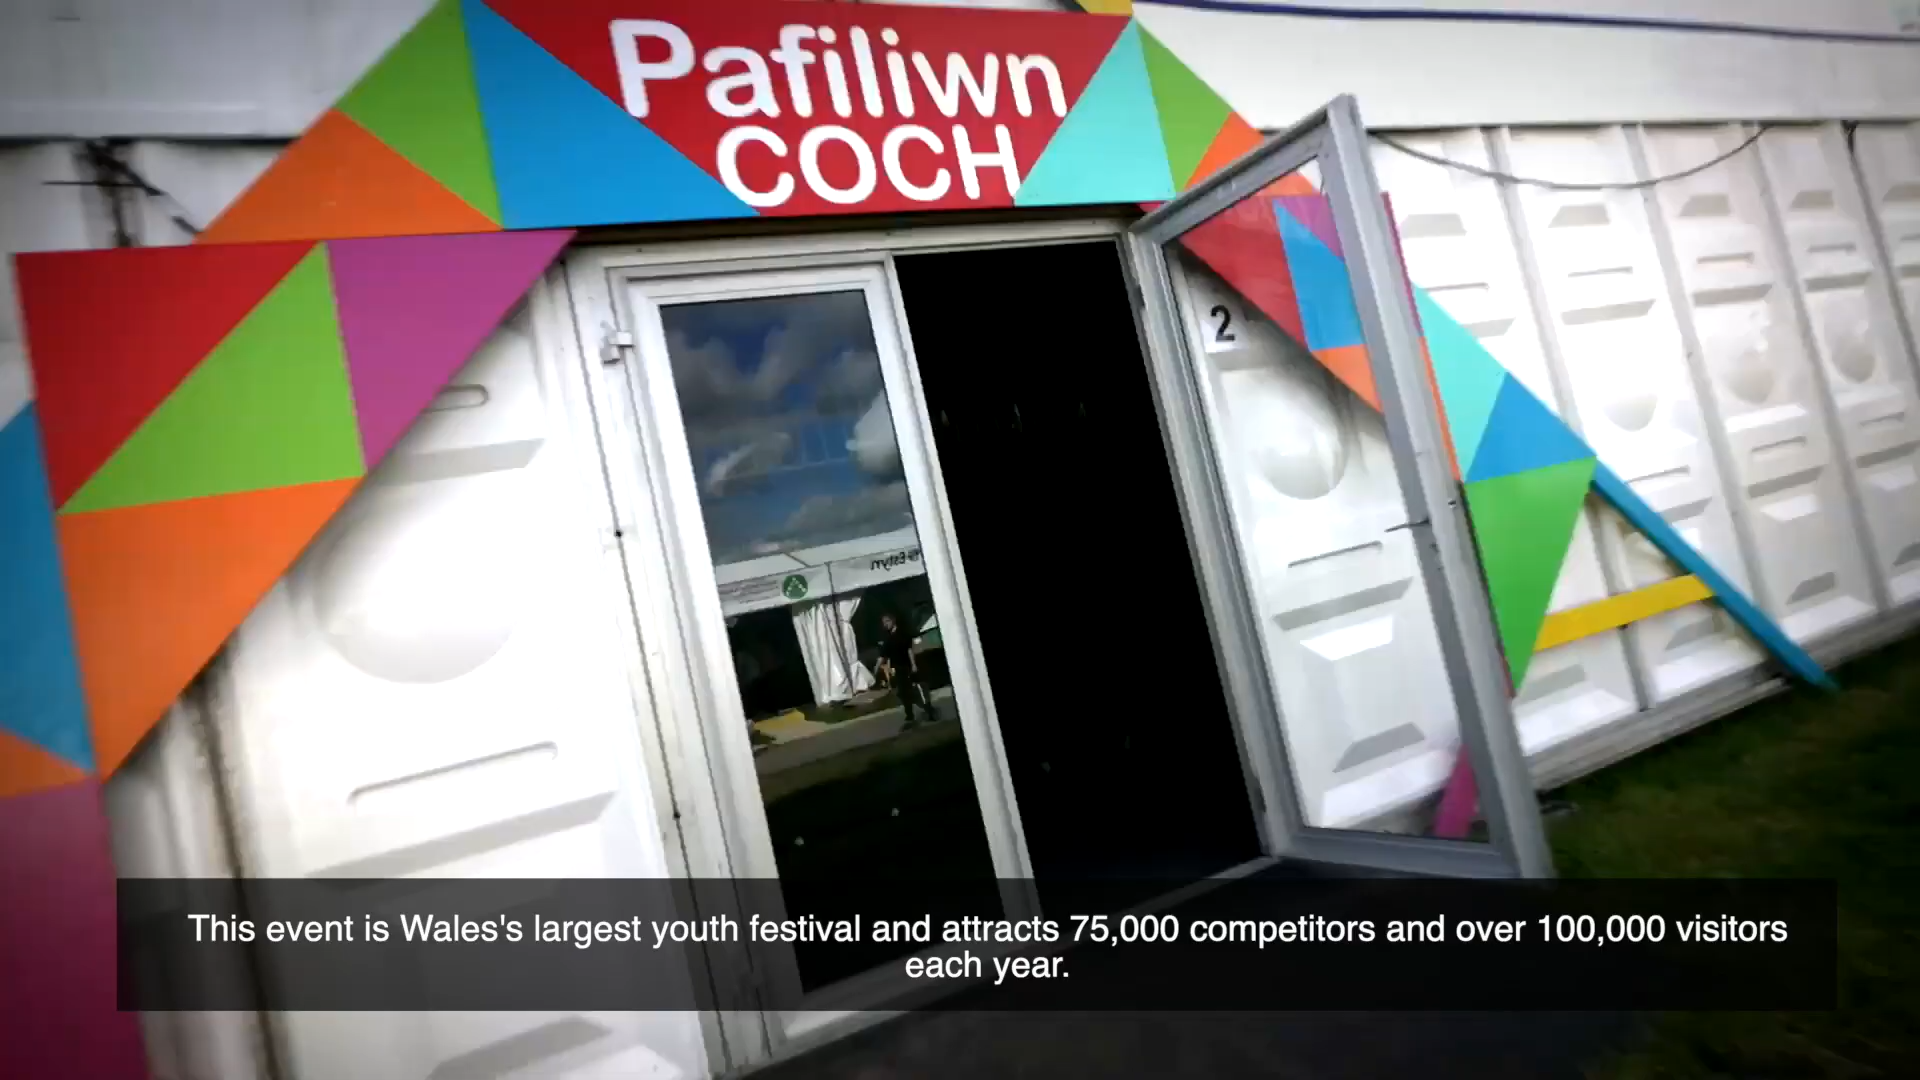 Pafiliwn
COCH
2
Estyn
This event is Wales's largest youth festival and attracts 75,000 competitors and over 100,000 visitors
each year.